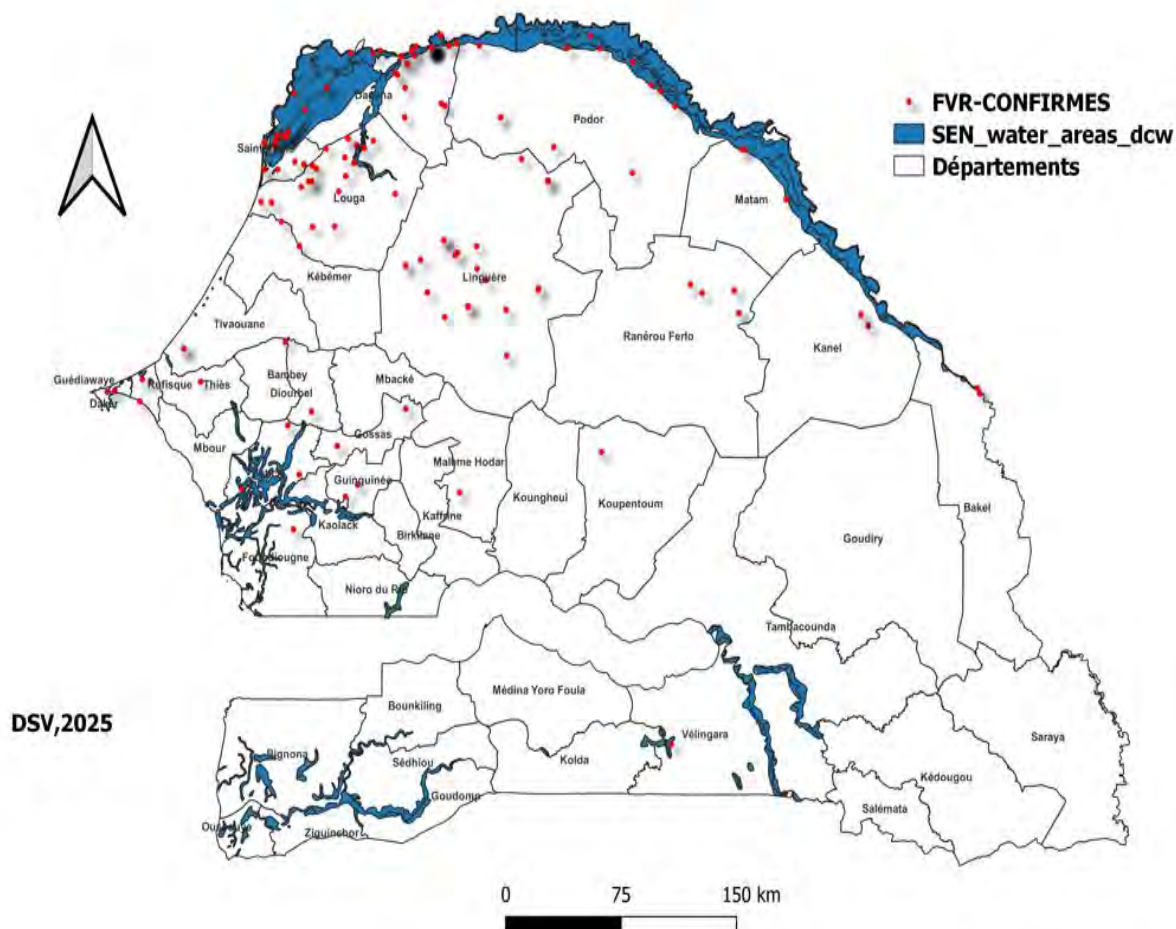 FVR-CONFIRMES
SEN_water_areas_dcw
Départements
Podor
Matam
Louga
Linguère
Kébémer
Tivaouane
Ranérou Ferlo
Kanel
Guédiawaye
Rufisque
Thiès
Bambey
Diourbel
Mbacké
Dakar
Mbour
Gossas
Guinguinéo
Malème Hodar
Koungheul
Koupentoum
Bakel
Goudiry
Kaolack
Kaffrine
Birkilane
Nioro du Rip
Tambacounda
Médina Yoro Foula
Bounkiling
DSV,2025
Vélingara
Saraya
Bignona
Sédhiou
Kolda
Kédougou
Goudomp
Salémata
Ziguinchor
0 75 150 km